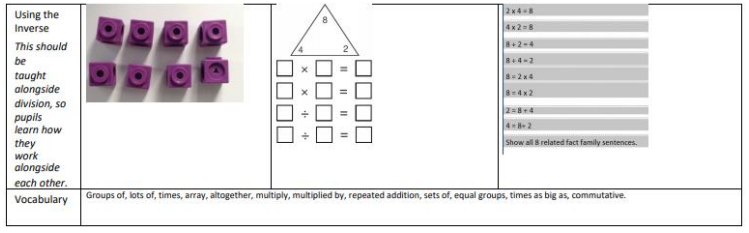 Using the
Inverse
This should
be
taught
alongside
division, so
pupils
learn how
they
work
alongside
each other.
8
4 2
× =
× =
÷ =
÷ =
2 x 4 = 8
4 x 2 = 8
8 ÷ 2 = 4
8 ÷ 4 = 2
8 = 2 x 4
8 = 4 x 2
2 = 8 ÷ 4
4 = 8÷ 2
Show all 8 related fact family sentences.
Vocabulary
Groups of, lots of, times, array, altogether, multiply, multiplied by, repeated addition, sets of, equal groups, times as big as, commutative.